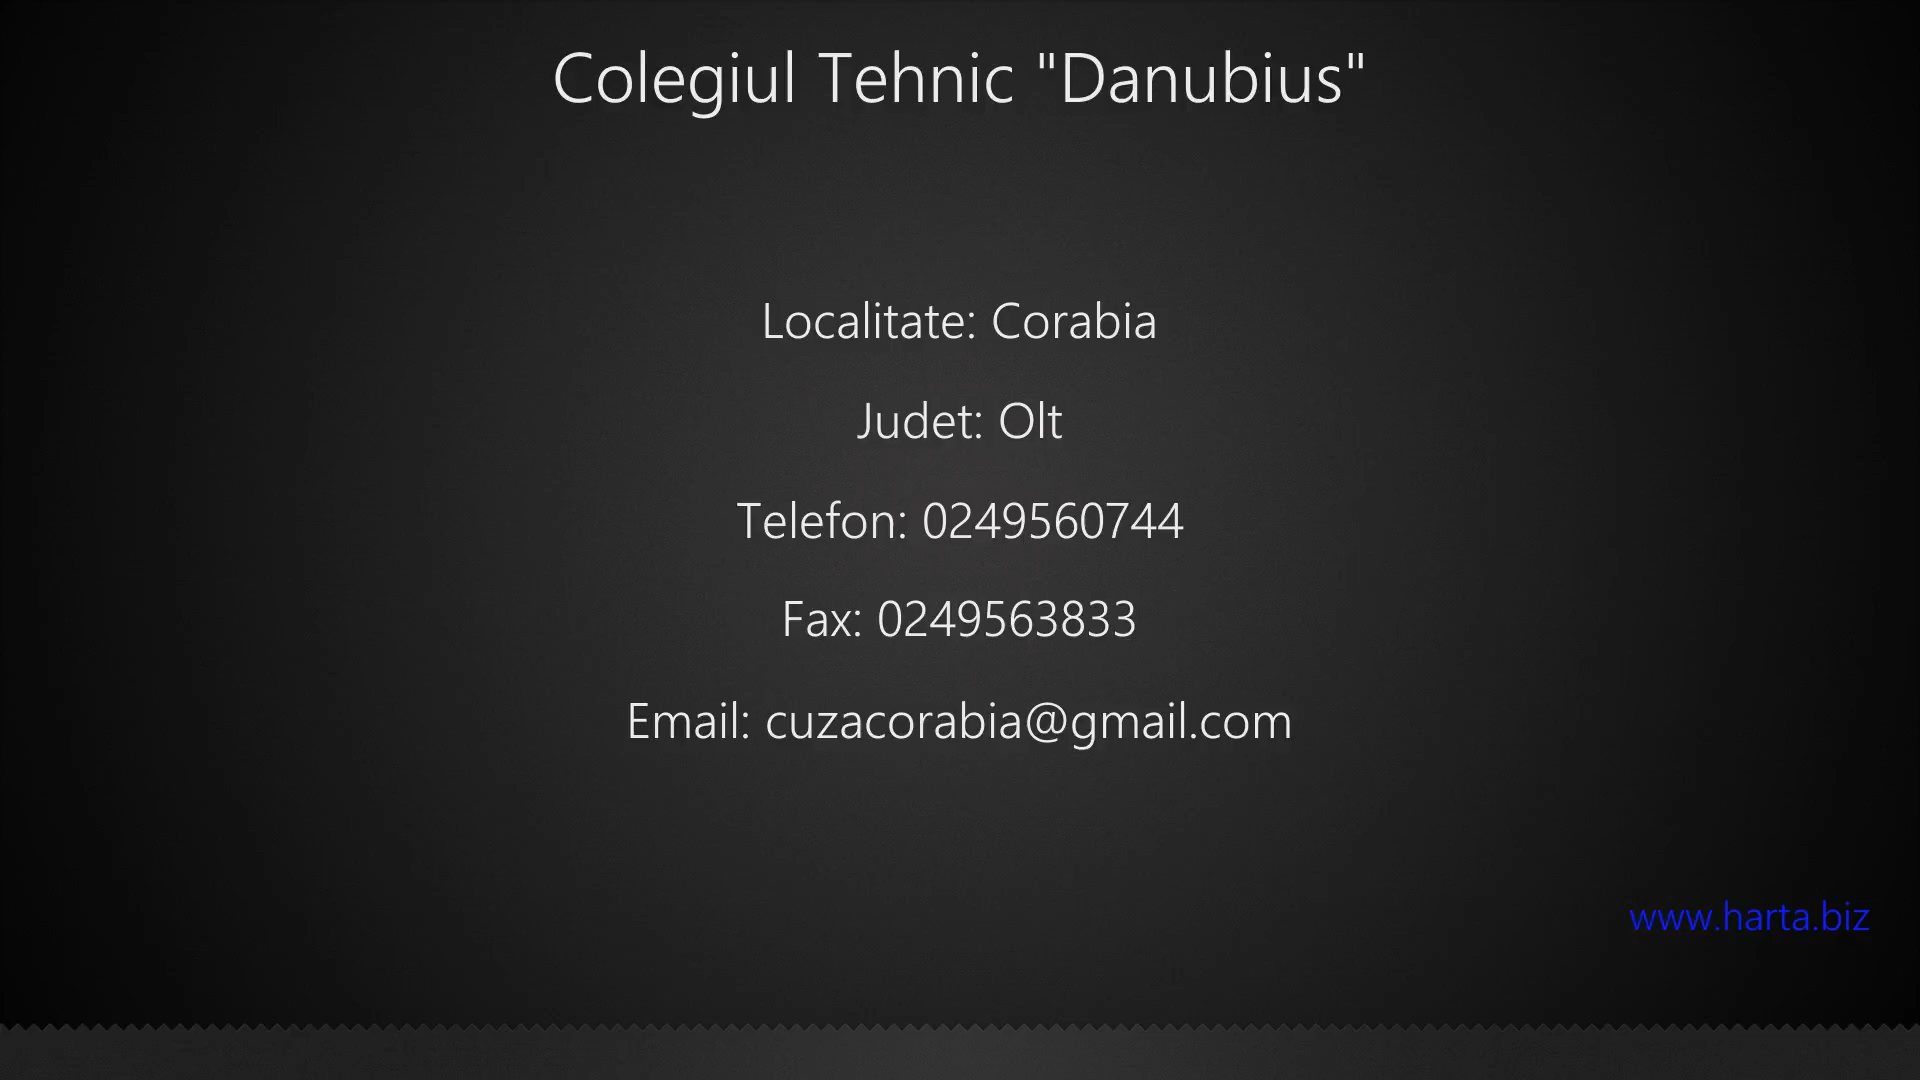 Colegiul Tehnic "Danubius"
Localitate: Corabia
Judet: Olt
Telefon: 0249560744
Fax: 0249563833
Email: cuzacorabia@gmail.com
www.harta.biz